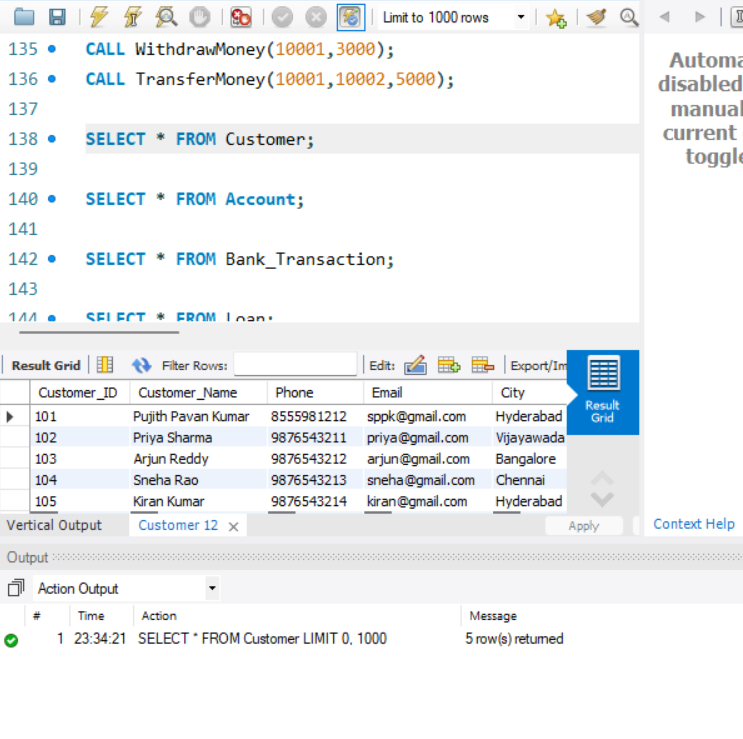 Limit to 1000 rows
135 CALL WithdrawMoney(10001,3000);
136 CALL TransferMoney(10001,10002,5000);
137
138 SELECT * FROM Customer;
139
140 SELECT * FROM Account;
141
142 SELECT * FROM Bank_Transaction;
143
144 SELECT * FROM Loan;
Automa
disabled
manual
current
toggle
Result Grid Filter Rows: Edit: Export/Im
Customer_ID Customer_Name Phone Email City
101 Pujith Pavan Kumar 8555981212 sppk@gmail.com Hyderabad
102 Priya Sharma 9876543211 priya@gmail.com Vijayawada
103 Arjun Reddy 9876543212 arjun@gmail.com Bangalore
104 Sneha Rao 9876543213 sneha@gmail.com Chennai
105 Kiran Kumar 9876543214 kiran@gmail.com Hyderabad
Result
Grid
Vertical Output Customer 12 Apply Context Help
Output
Action Output
# Time Action Message
1 23:34:21 SELECT * FROM Customer LIMIT 0, 1000 5 row(s) returned